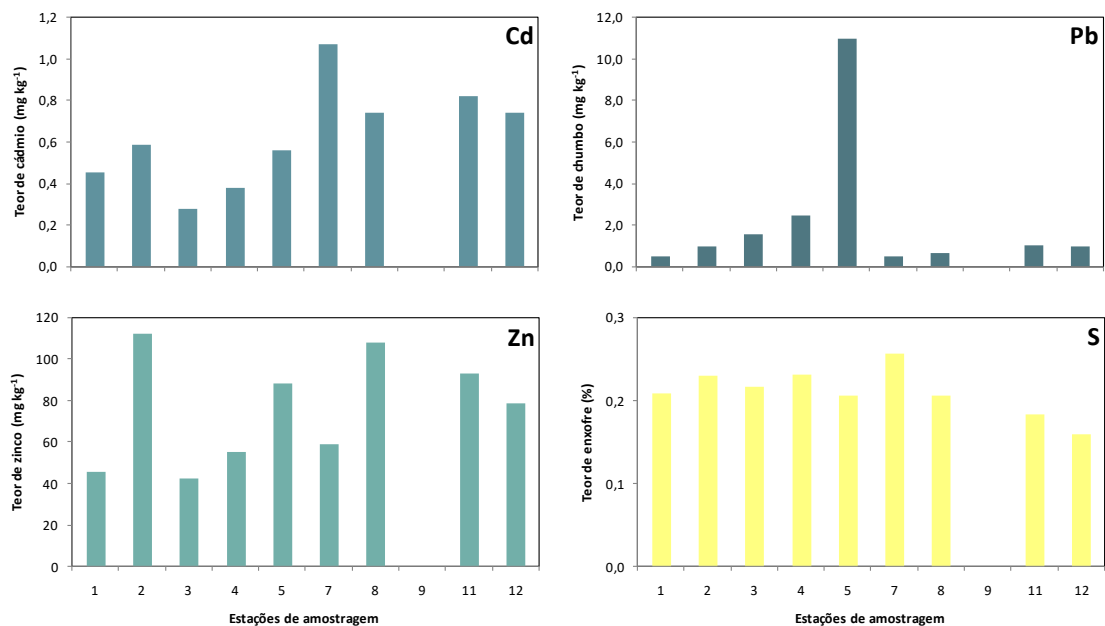 Cd
Teor de cádmio (mg kg-1)
1,2
1,0
0,8
0,6
0,4
0,2
0,0
Pb
Teor de chumbo (mg kg-1)
12,0
10,0
8,0
6,0
4,0
2,0
0,0
Zn
Teor de zinco (mg kg-1)
120
100
80
60
40
20
0
1 2 3 4 5 7 8 9 11 12
Estações de amostragem
S
Teor de enxofre (%)
0,3
0,2
0,1
0,0
1 2 3 4 5 7 8 9 11 12
Estações de amostragem